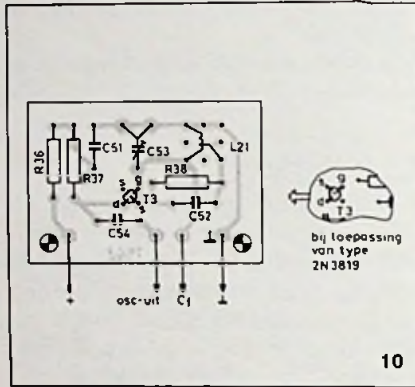 R36
R37
C51
C53
L21
R38
s
g
d
T3
s
C54
C52
+
osc-uit
C1
⊥
s
g
d
T3
bij toepassing
van type
2N3819
10